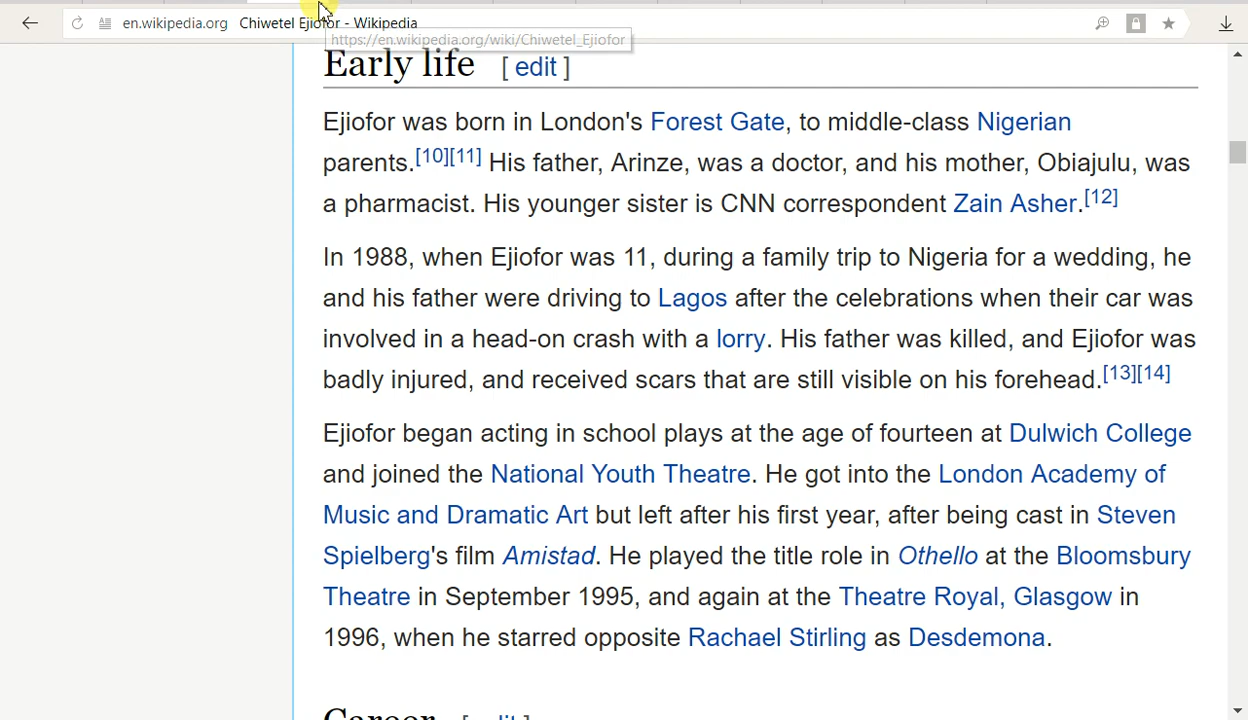 en.wikipedia.org Chiwetel Ejiofor - Wikipedia
https://en.wikipedia.org/wiki/Chiwetel_Ejiofor
Early life [ edit ]
Ejiofor was born in London's Forest Gate, to middle-class Nigerian
parents.[10][11] His father, Arinze, was a doctor, and his mother, Obiajulu, was
a pharmacist. His younger sister is CNN correspondent Zain Asher.[12]
In 1988, when Ejiofor was 11, during a family trip to Nigeria for a wedding, he
and his father were driving to Lagos after the celebrations when their car was
involved in a head-on crash with a lorry. His father was killed, and Ejiofor was
badly injured, and received scars that are still visible on his forehead.[13][14]
Ejiofor began acting in school plays at the age of fourteen at Dulwich College
and joined the National Youth Theatre. He got into the London Academy of
Music and Dramatic Art but left after his first year, after being cast in Steven
Spielberg's film Amistad. He played the title role in Othello at the Bloomsbury
Theatre in September 1995, and again at the Theatre Royal, Glasgow in
1996, when he starred opposite Rachael Stirling as Desdemona.
Career [ edit ]